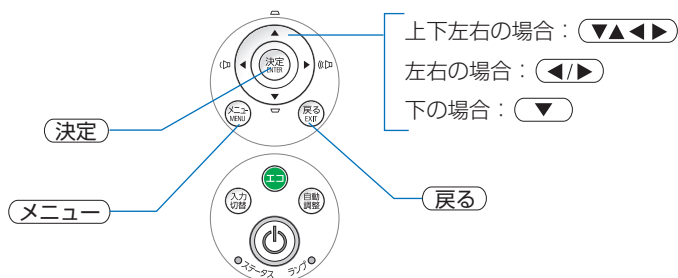 上下左右の場合：▼▲◀▶
左右の場合：◀/▶
下の場合：▼
決定
ENTER
メニュー
MENU
戻る
EXIT
決定
メニュー
戻る
エコ
入力
切替
自動
調整
ステータス
ランプ